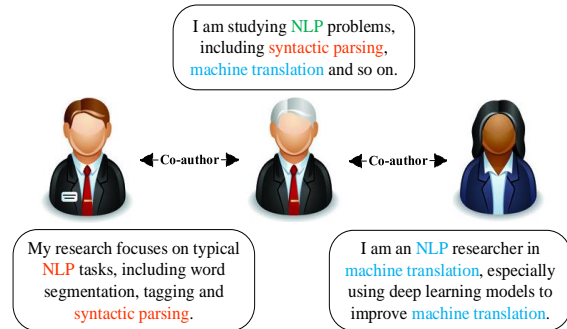 I am studying NLP problems,
including syntactic parsing,
machine translation and so on.
Co-author
Co-author
My research focuses on typical
NLP tasks, including word
segmentation, tagging and
syntactic parsing.
I am an NLP researcher in
machine translation, especially
using deep learning models to
improve machine translation.